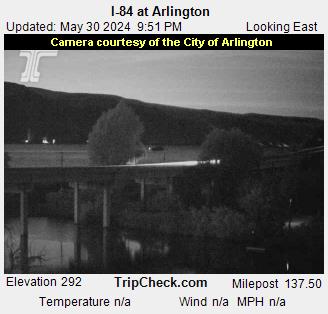 I-84 at Arlington
Updated: May 30 2024 9:51 PM Looking East
Camera courtesy of the City of Arlington
Elevation 292 TripCheck.com Milepost 137.50
Temperature n/a Wind n/a MPH n/a